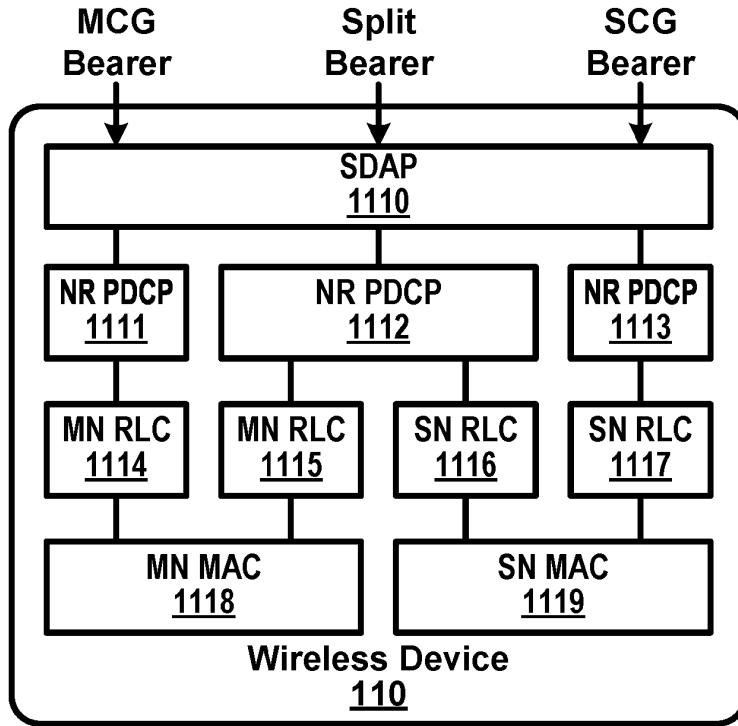 MCG Bearer
Split Bearer
SCG Bearer
SDAP
1110
NR PDCP
1111
NR PDCP
1112
NR PDCP
1113
MN RLC
1114
MN RLC
1115
SN RLC
1116
SN RLC
1117
MN MAC
1118
SN MAC
1119
Wireless Device
110